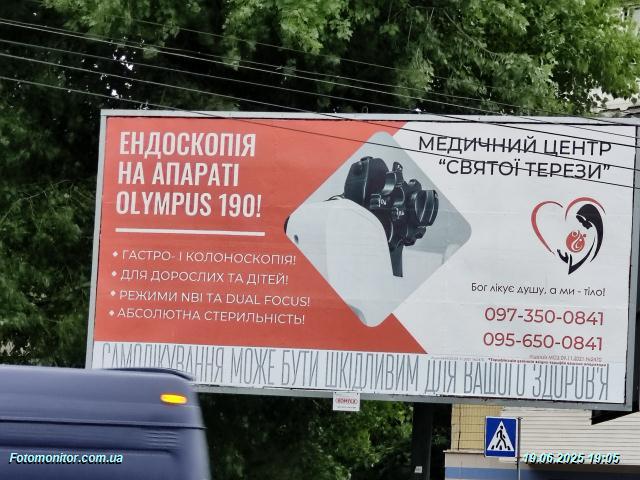 ЕНДОСКОПІЯ
НА АПАРАТІ
OLYMPUS 190!
• ГАСТРО- І КОЛОНОСКОПІЯ!
• ДЛЯ ДОРОСЛИХ ТА ДІТЕЙ!
• РЕЖИМИ NBI ТА DUAL FOCUS!
• АБСОЛЮТНА СТЕРИЛЬНІСТЬ!
МЕДИЧНИЙ ЦЕНТР
“СВЯТОЇ ТЕРЕЗИ”
Бог лікує душу, а ми - тіло!
097-350-0841
095-650-0841
САМОЛІКУВАННЯ МОЖЕ БУТИ ШКІДЛИВИМ ДЛЯ ВАШОГО ЗДОРОВ'Я
Fotomonitor.com.ua
19.06.2025 19:05